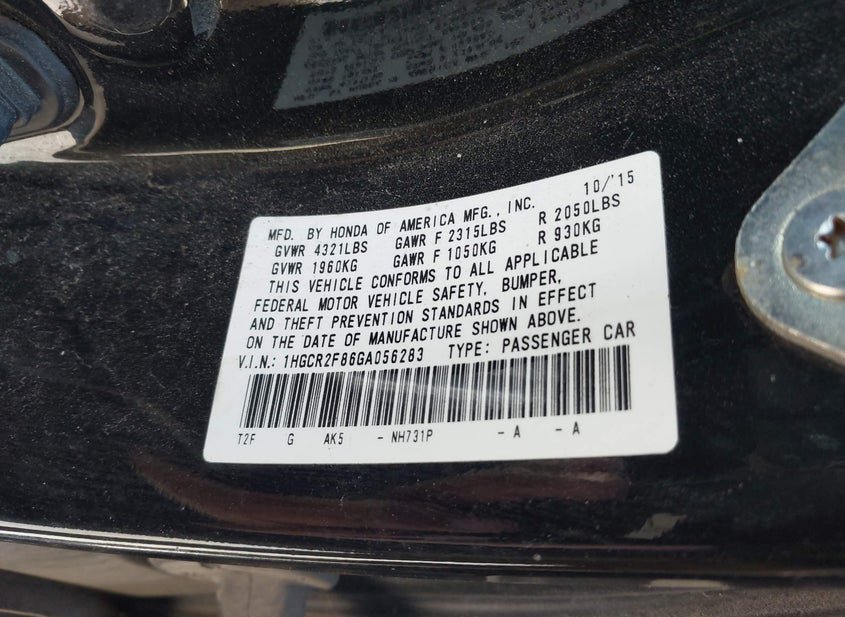 MFD. BY HONDA OF AMERICA MFG., INC. 10/'15
GVWR 4321LBS GAWR F 2315LBS R 2050LBS
GVWR 1960KG GAWR F 1050KG R 930KG
THIS VEHICLE CONFORMS TO ALL APPLICABLE
FEDERAL MOTOR VEHICLE SAFETY, BUMPER,
AND THEFT PREVENTION STANDARDS IN EFFECT
ON THE DATE OF MANUFACTURE SHOWN ABOVE.
V.I.N.: 1HGCR2F86GA056283 TYPE: PASSENGER CAR
T2F G AK5 - NH731P - A - A